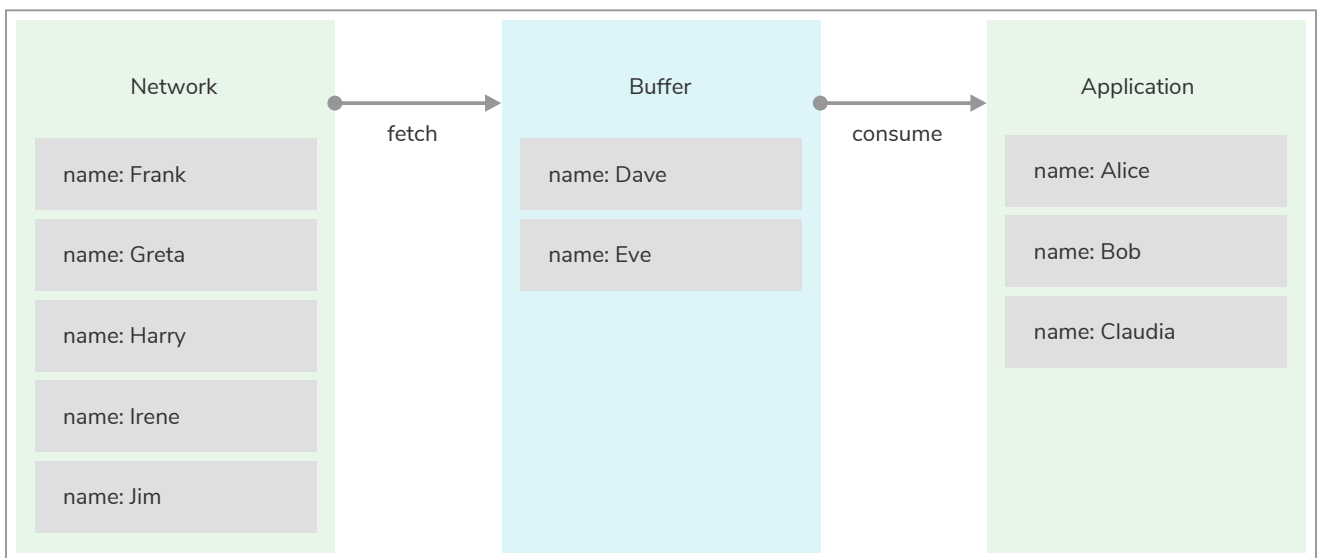 Network
fetch
Buffer
consume
Application
name: Frank
name: Greta
name: Harry
name: Irene
name: Jim
name: Dave
name: Eve
name: Alice
name: Bob
name: Claudia